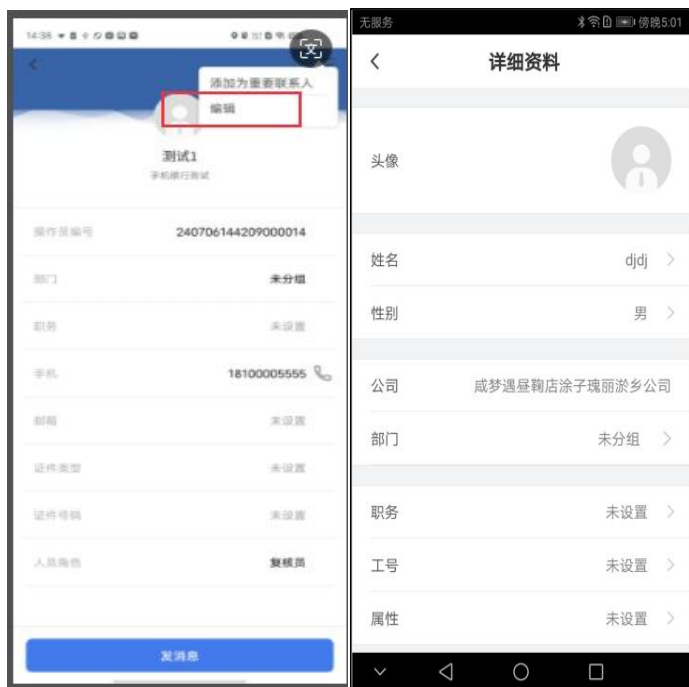 14:38
添加为重要联系人
编辑
测试1
手机银行测试
操作员编号 240706144209000014
部门 未分组
职务 未设置
手机 18100005555
邮箱 未设置
证件类型 未设置
证件号码 未设置
人员角色 复核员
发消息
无服务 傍晚5:01
详细资料
头像
姓名 djdj
性别 男
公司 咸梦遇昼鞠店涂子瑰丽淤乡公司
部门 未分组
职务 未设置
工号 未设置
属性 未设置